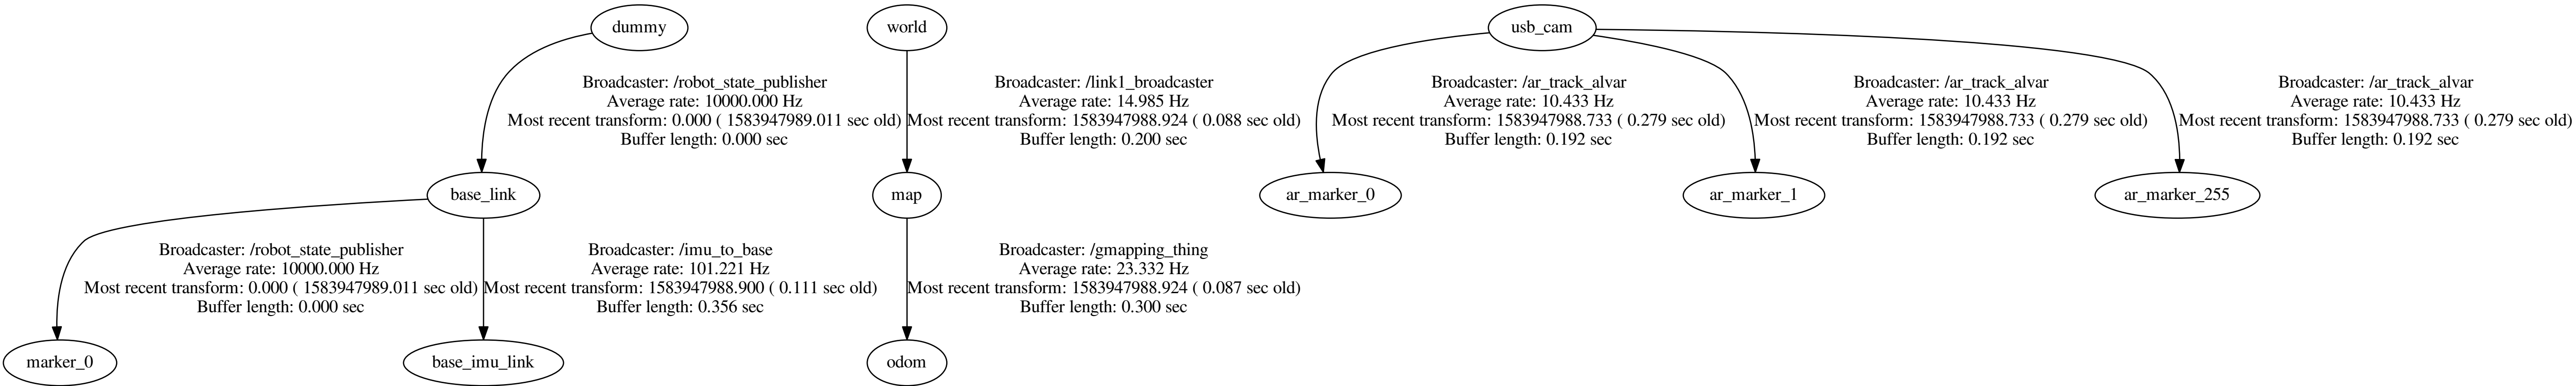 dummy
world
usb_cam
Broadcaster: /robot_state_publisher
Average rate: 10000.000 Hz
Most recent transform: 0.000 ( 1583947989.011 sec old)
Buffer length: 0.000 sec
Broadcaster: /link1_broadcaster
Average rate: 14.985 Hz
Most recent transform: 1583947988.924 ( 0.088 sec old)
Buffer length: 0.200 sec
Broadcaster: /ar_track_alvar
Average rate: 10.433 Hz
Most recent transform: 1583947988.733 ( 0.279 sec old)
Buffer length: 0.192 sec
Broadcaster: /ar_track_alvar
Average rate: 10.433 Hz
Most recent transform: 1583947988.733 ( 0.279 sec old)
Buffer length: 0.192 sec
Broadcaster: /ar_track_alvar
Average rate: 10.433 Hz
Most recent transform: 1583947988.733 ( 0.279 sec old)
Buffer length: 0.192 sec
base_link
map
ar_marker_0
ar_marker_1
ar_marker_255
Broadcaster: /robot_state_publisher
Average rate: 10000.000 Hz
Most recent transform: 0.000 ( 1583947989.011 sec old)
Buffer length: 0.000 sec
Broadcaster: /imu_to_base
Average rate: 101.221 Hz
Most recent transform: 1583947988.900 ( 0.111 sec old)
Buffer length: 0.356 sec
Broadcaster: /gmapping_thing
Average rate: 23.332 Hz
Most recent transform: 1583947988.924 ( 0.087 sec old)
Buffer length: 0.300 sec
marker_0
base_imu_link
odom